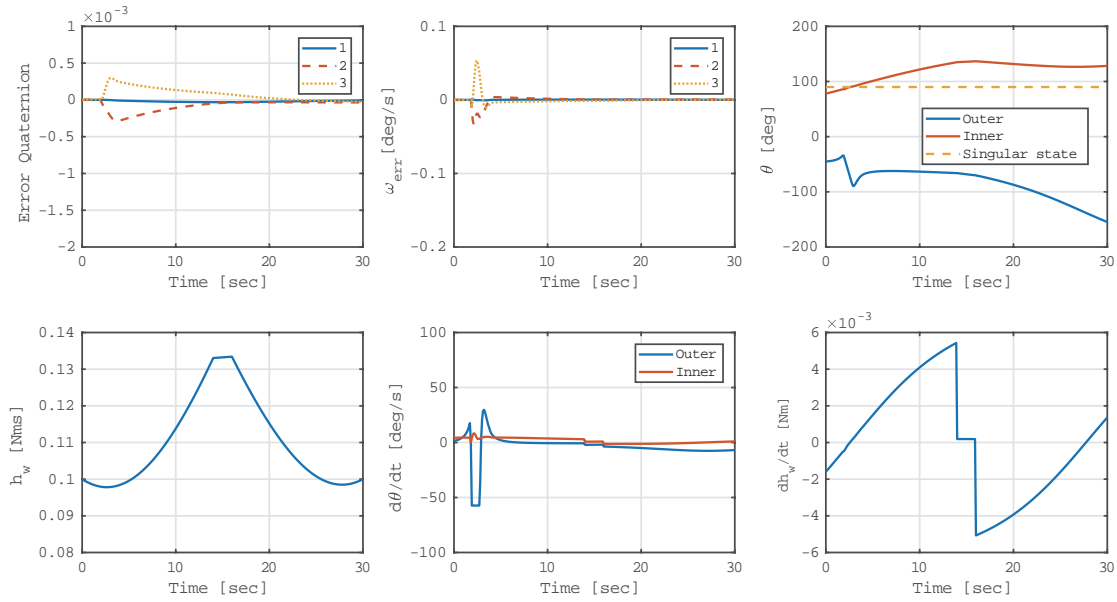 ×10⁻³
1
0.5
0
-0.5
-1
-1.5
-2
Error Quaternion
0 10 20 30
Time [sec]
1
2
3
0.1
0
-0.1
-0.2
ω_err[deg/s]
0 10 20 30
Time [sec]
1
2
3
200
100
0
-100
-200
θ [deg]
0 10 20 30
Time [sec]
Outer
Inner
Singular state
0.14
0.13
0.12
0.11
0.1
0.09
0.08
h_w [Nms]
0 10 20 30
Time [sec]
100
50
0
-50
-100
dθ/dt [deg/s]
0 10 20 30
Time [sec]
Outer
Inner
×10⁻³
6
4
2
0
-2
-4
-6
dh_w/dt [Nm]
0 10 20 30
Time [sec]